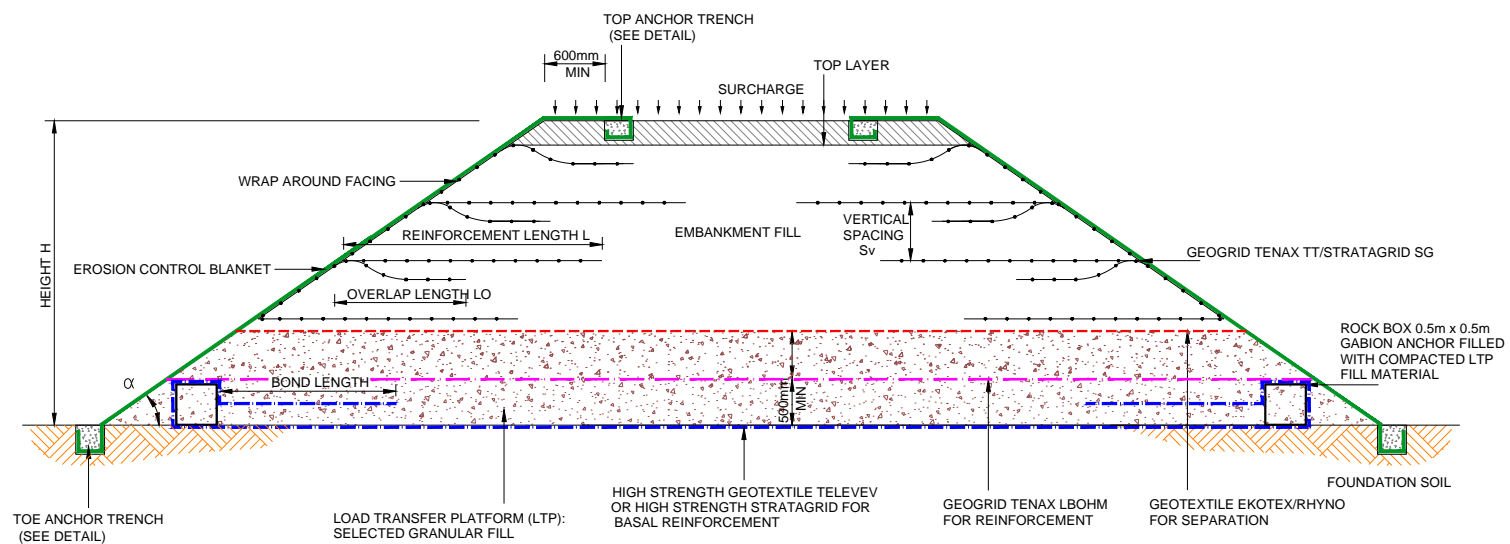 TOP ANCHOR TRENCH
(SEE DETAIL)
600mm
MIN
TOP LAYER
SURCHARGE
WRAP AROUND FACING
HEIGHT H
REINFORCEMENT LENGTH L
EMBANKMENT FILL
VERTICAL
SPACING
Sv
GEOGRID TENAX TT/STRATAGRID SG
EROSION CONTROL BLANKET
OVERLAP LENGTH LO
ROCK BOX 0.5m x 0.5m
GABION ANCHOR FILLED
WITH COMPACTED LTP
FILL MATERIAL
α
BOND LENGTH
500mm
MIN
FOUNDATION SOIL
TOE ANCHOR TRENCH
(SEE DETAIL)
LOAD TRANSFER PLATFORM (LTP):
SELECTED GRANULAR FILL
HIGH STRENGTH GEOTEXTILE TELEVEV
OR HIGH STRENGTH STRATAGRID FOR
BASAL REINFORCEMENT
GEOGRID TENAX LBOHM
FOR REINFORCEMENT
GEOTEXTILE EKOTEX/RHYNO
FOR SEPARATION